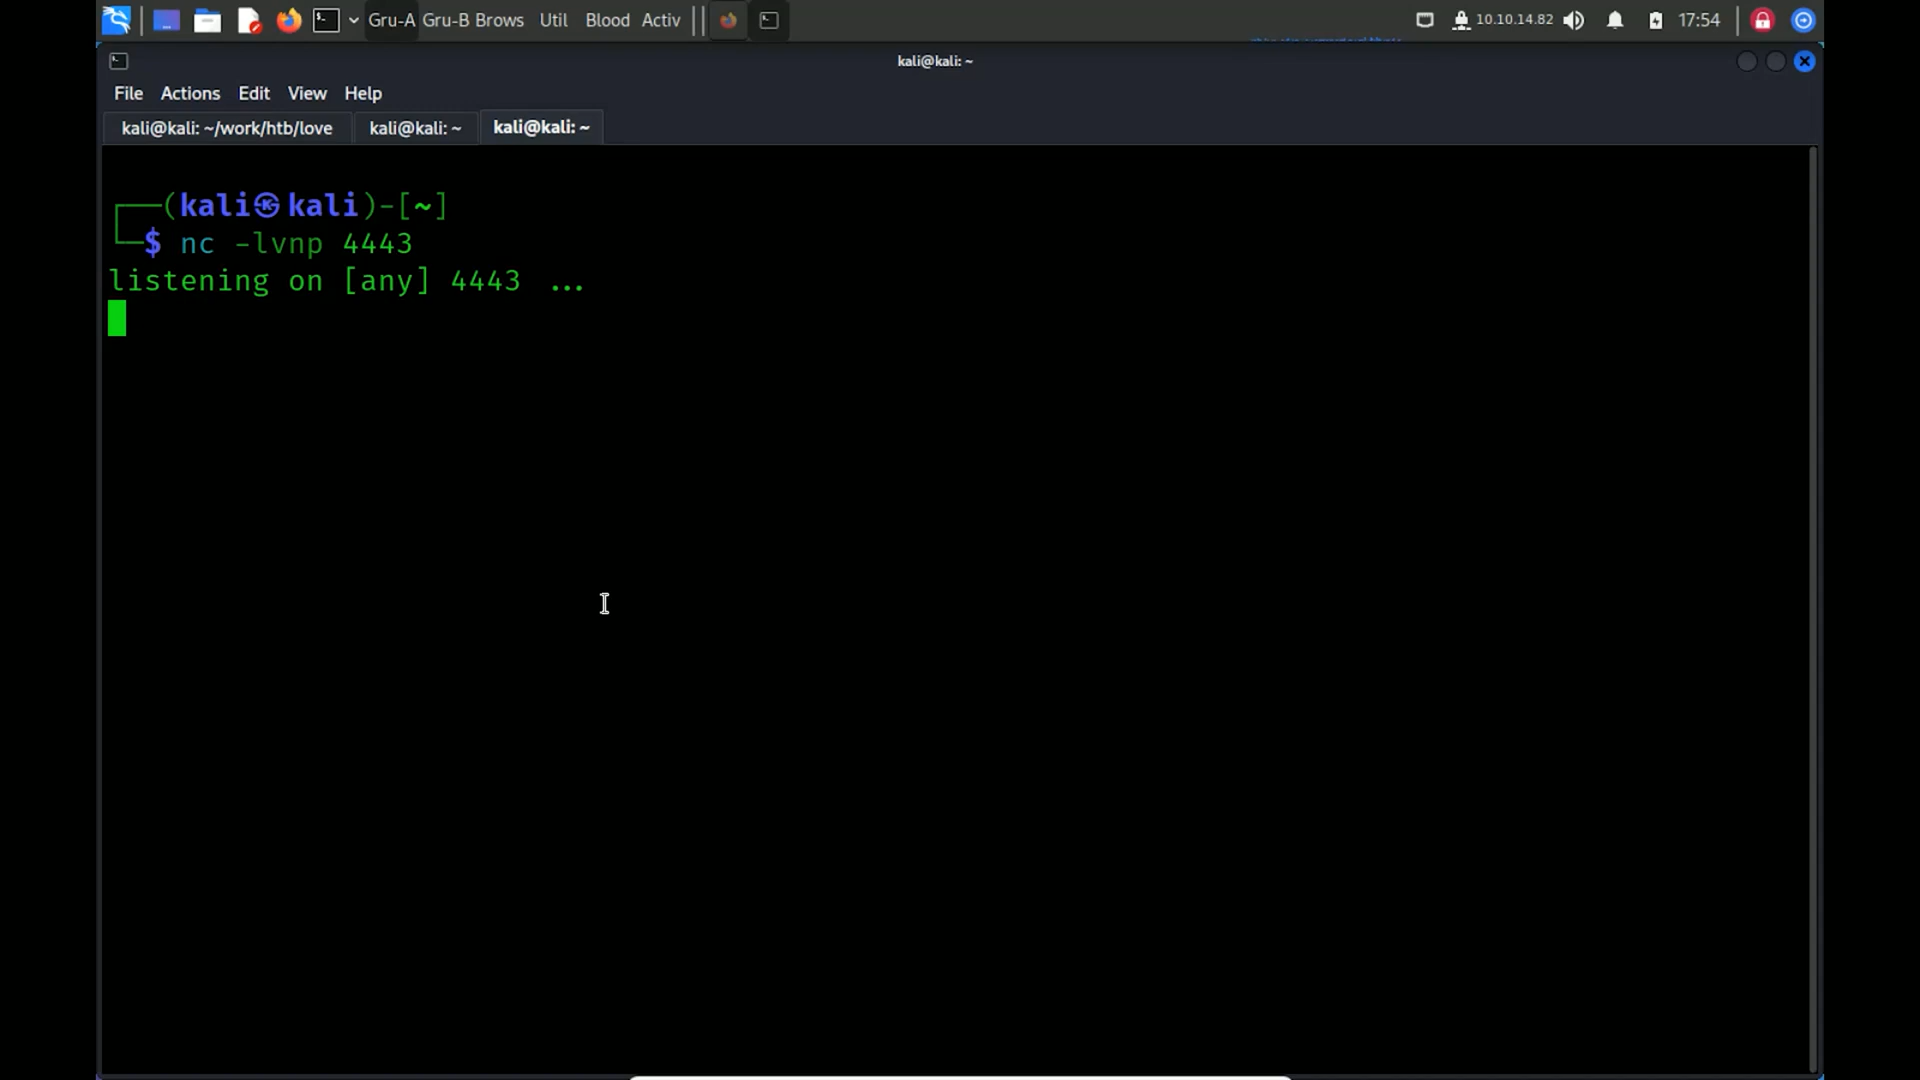 Gru-A Gru-B Brows Util Blood Activ 10.10.14.82 17:54
kali@kali: ~
File Actions Edit View Help
kali@kali: ~/work/htb/love kali@kali: ~ kali@kali: ~
┌──(kali㉿kali)-[~]
└─$ nc -lvnp 4443
listening on [any] 4443 ...